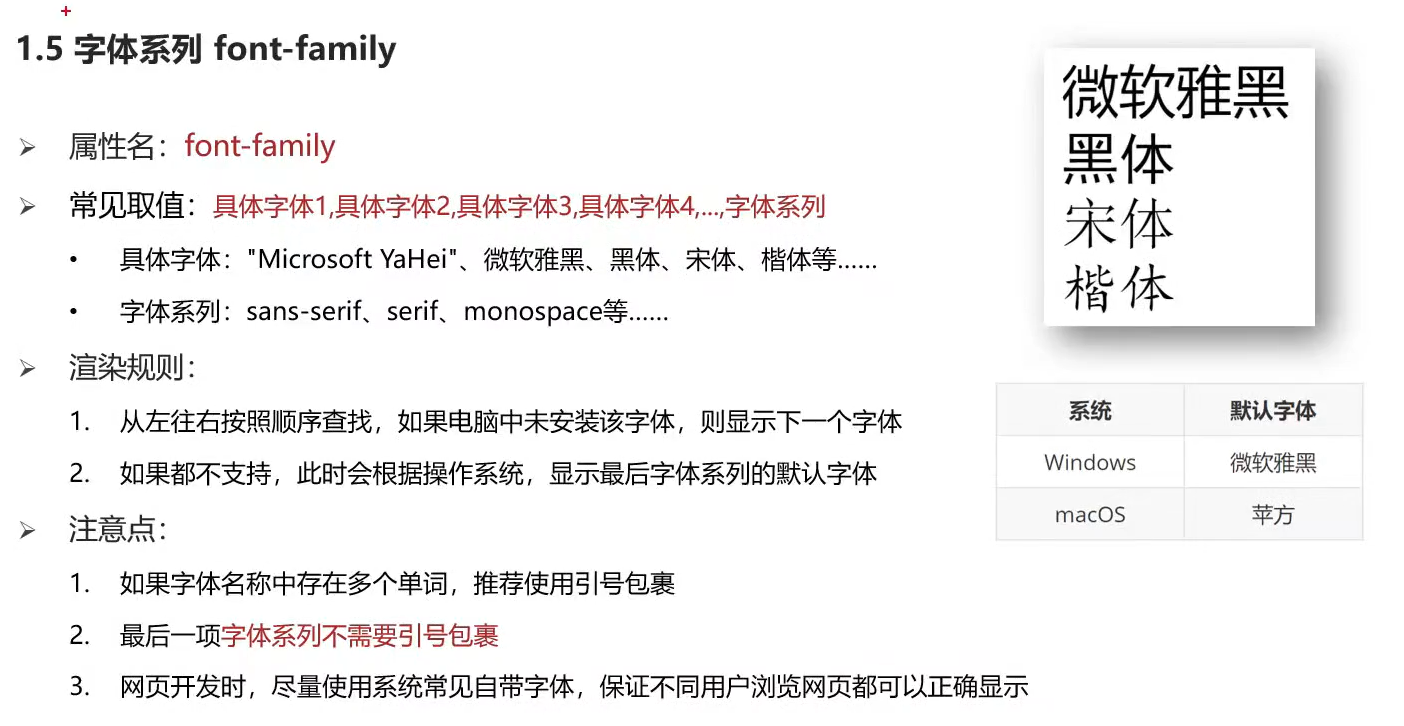 1.5 字体系列 font-family
属性名：font-family
常见取值：具体字体1,具体字体2,具体字体3,具体字体4,...,字体系列
具体字体："Microsoft YaHei"、微软雅黑、黑体、宋体、楷体等……
字体系列：sans-serif、serif、monospace等……
渲染规则：
1. 从左往右按照顺序查找，如果电脑中未安装该字体，则显示下一个字体
2. 如果都不支持，此时会根据操作系统，显示最后字体系列的默认字体
注意点：
1. 如果字体名称中存在多个单词，推荐使用引号包裹
2. 最后一项字体系列不需要引号包裹
3. 网页开发时，尽量使用系统常见自带字体，保证不同用户浏览网页都可以正确显示
微软雅黑
黑体
宋体
楷体
系统 默认字体
Windows 微软雅黑
macOS 苹方